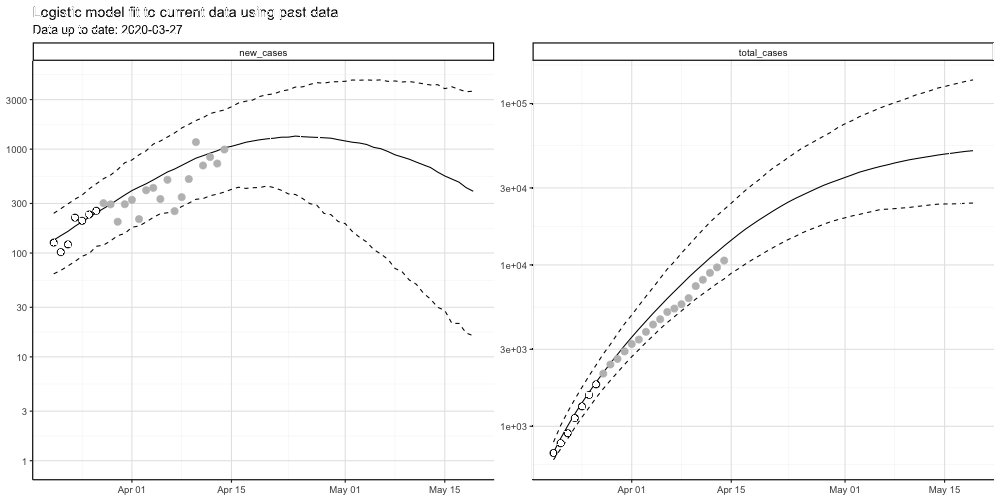 Logistic model fit to current data using past data
Data up to date: 2020-03-27
new_cases
total_cases
3000
1000
300
100
30
10
3
1
Apr 01
Apr 15
May 01
May 15
1e+05
3e+04
1e+04
3e+03
1e+03
Apr 01
Apr 15
May 01
May 15